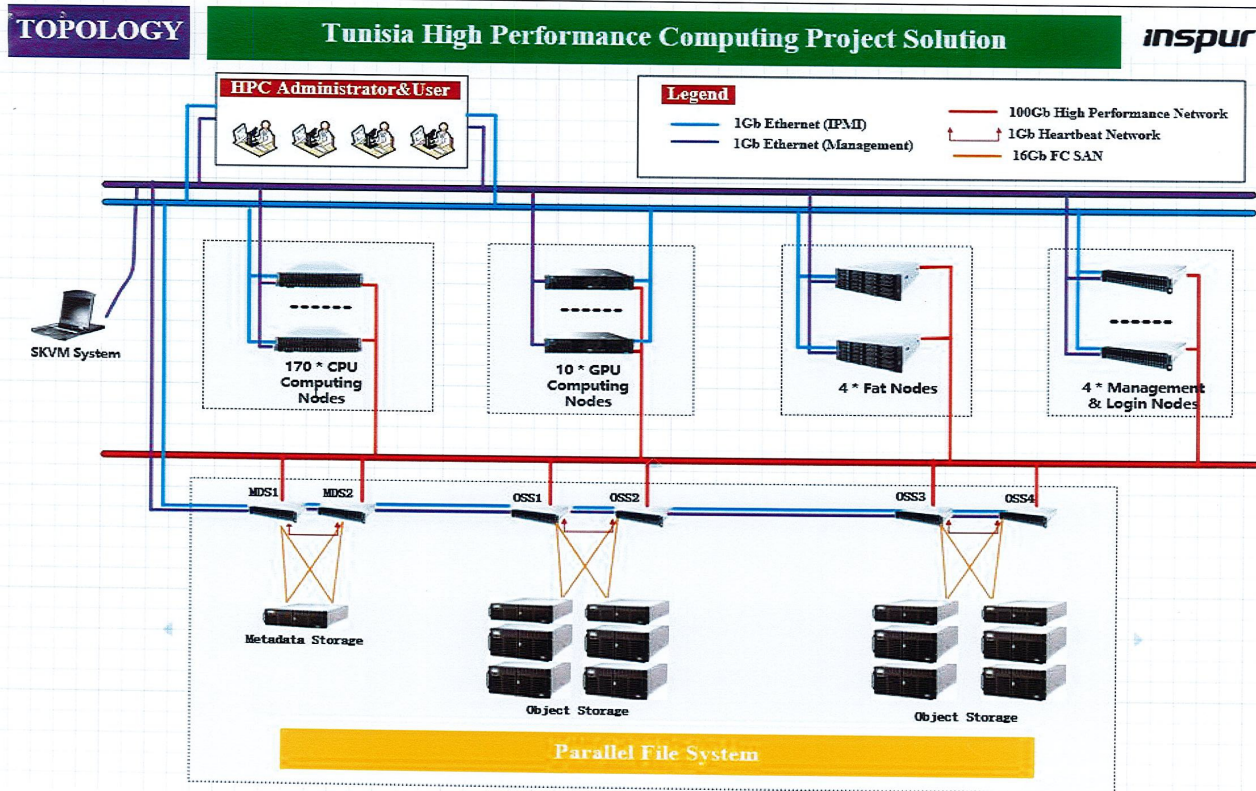 TOPOLOGY
Tunisia High Performance Computing Project Solution
inspur
HPC Administrator&User
Legend
1Gb Ethernet (IPMI)
1Gb Ethernet (Management)
100Gb High Performance Network
1Gb Heartbeat Network
16Gb FC SAN
SKVM System
170 * CPU
Computing
Nodes
10 * GPU
Computing
Nodes
4 * Fat Nodes
4 * Management
& Login Nodes
MDS1
MDS2
OSS1
OSS2
OSS3
OSS4
Metadata Storage
Object Storage
Object Storage
Parallel File System